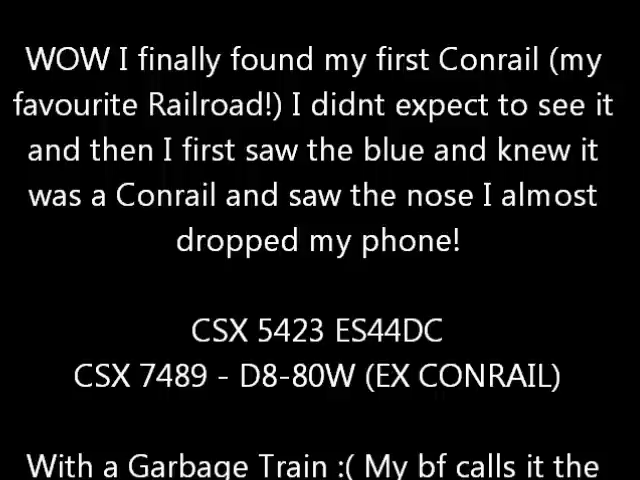 WOW I finally found my first Conrail (my
favourite Railroad!) I didnt expect to see it
and then I first saw the blue and knew it
was a Conrail and saw the nose I almost
dropped my phone!
CSX 5423 ES44DC
CSX 7489 - D8-80W (EX CONRAIL)
With a Garbage Train :( My bf calls it the